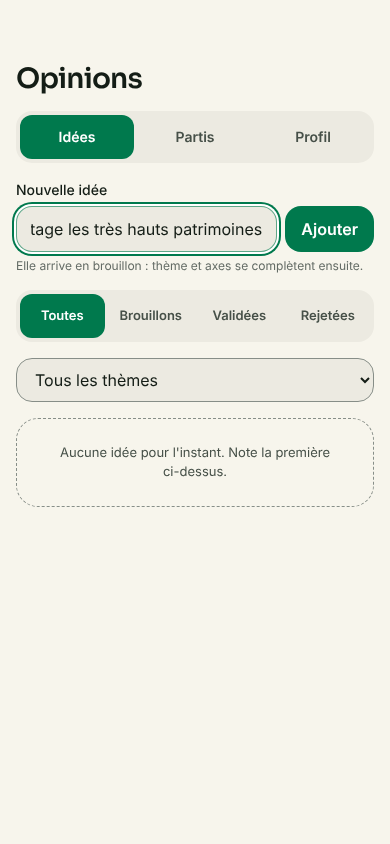 Opinions
Idées
Partis
Profil
Nouvelle idée
tage les très hauts patrimoines
Ajouter
Elle arrive en brouillon : thème et axes se complètent ensuite.
Toutes
Brouillons
Validées
Rejetées
Tous les thèmes
Aucune idée pour l'instant. Note la première
ci-dessus.